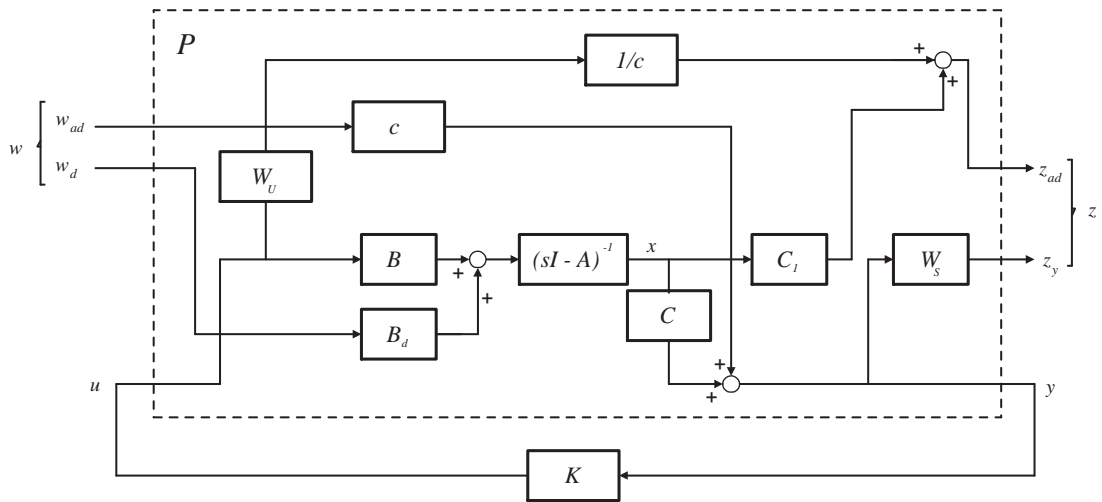 P
1/c
+
+
w
w_ad
c
w_d
W_U
z_ad
z
B
+
(sI - A)^-1
x
C_1
W_S
z_y
+
B_d
C
+
u
+
y
K